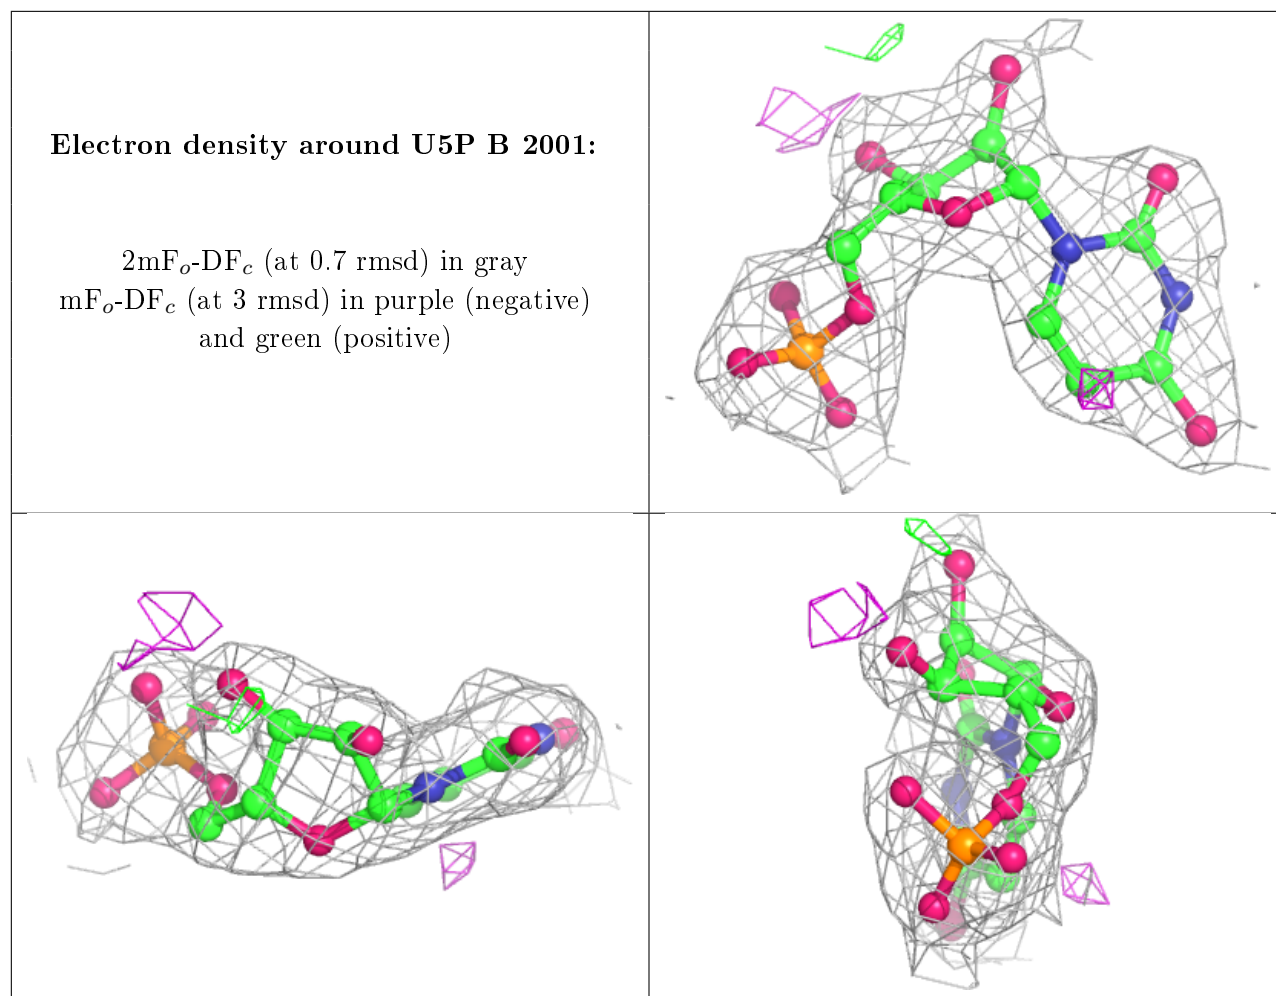 Electron density around U5P B 2001:
2mFₒ-DF𝒸 (at 0.7 rmsd) in gray
mFₒ-DF𝒸 (at 3 rmsd) in purple (negative)
and green (positive)